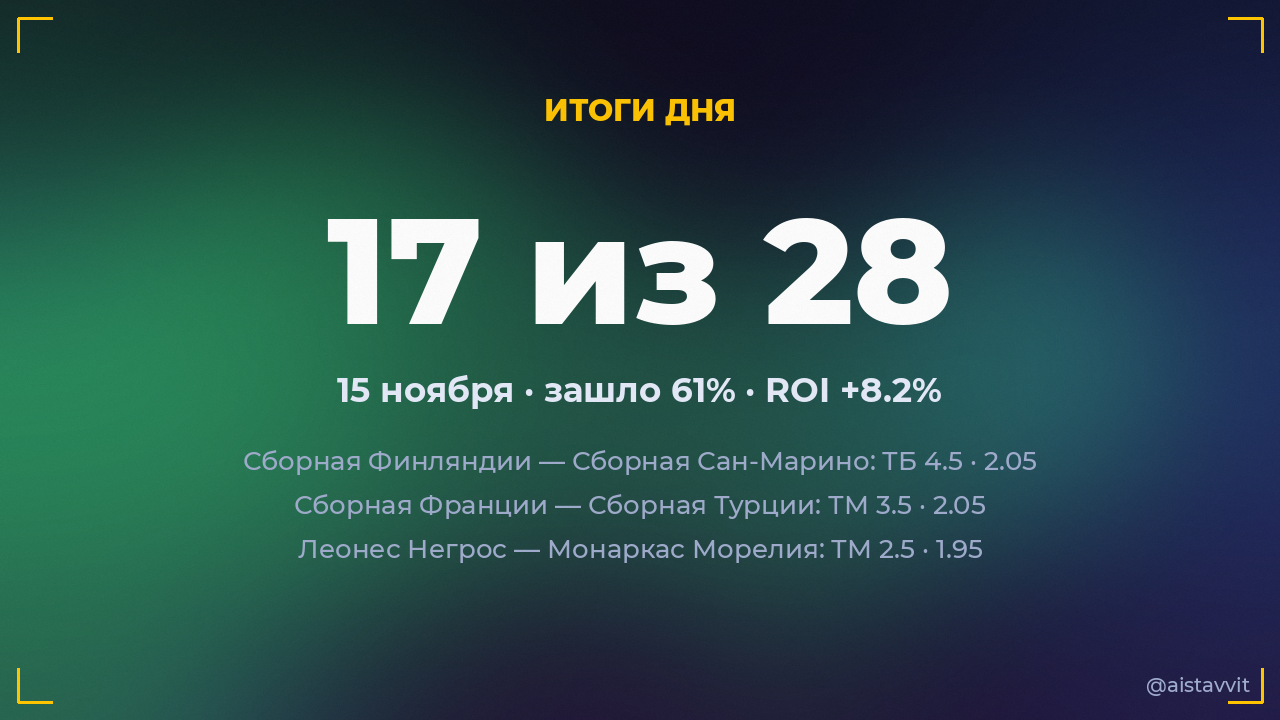 ИТОГИ ДНЯ
17 из 28
15 ноября · зашло 61% · ROI +8.2%
Сборная Финляндии — Сборная Сан-Марино: ТБ 4.5 · 2.05
Сборная Франции — Сборная Турции: ТМ 3.5 · 2.05
Леонес Негрос — Монаркас Морелия: ТМ 2.5 · 1.95
@aistavvit